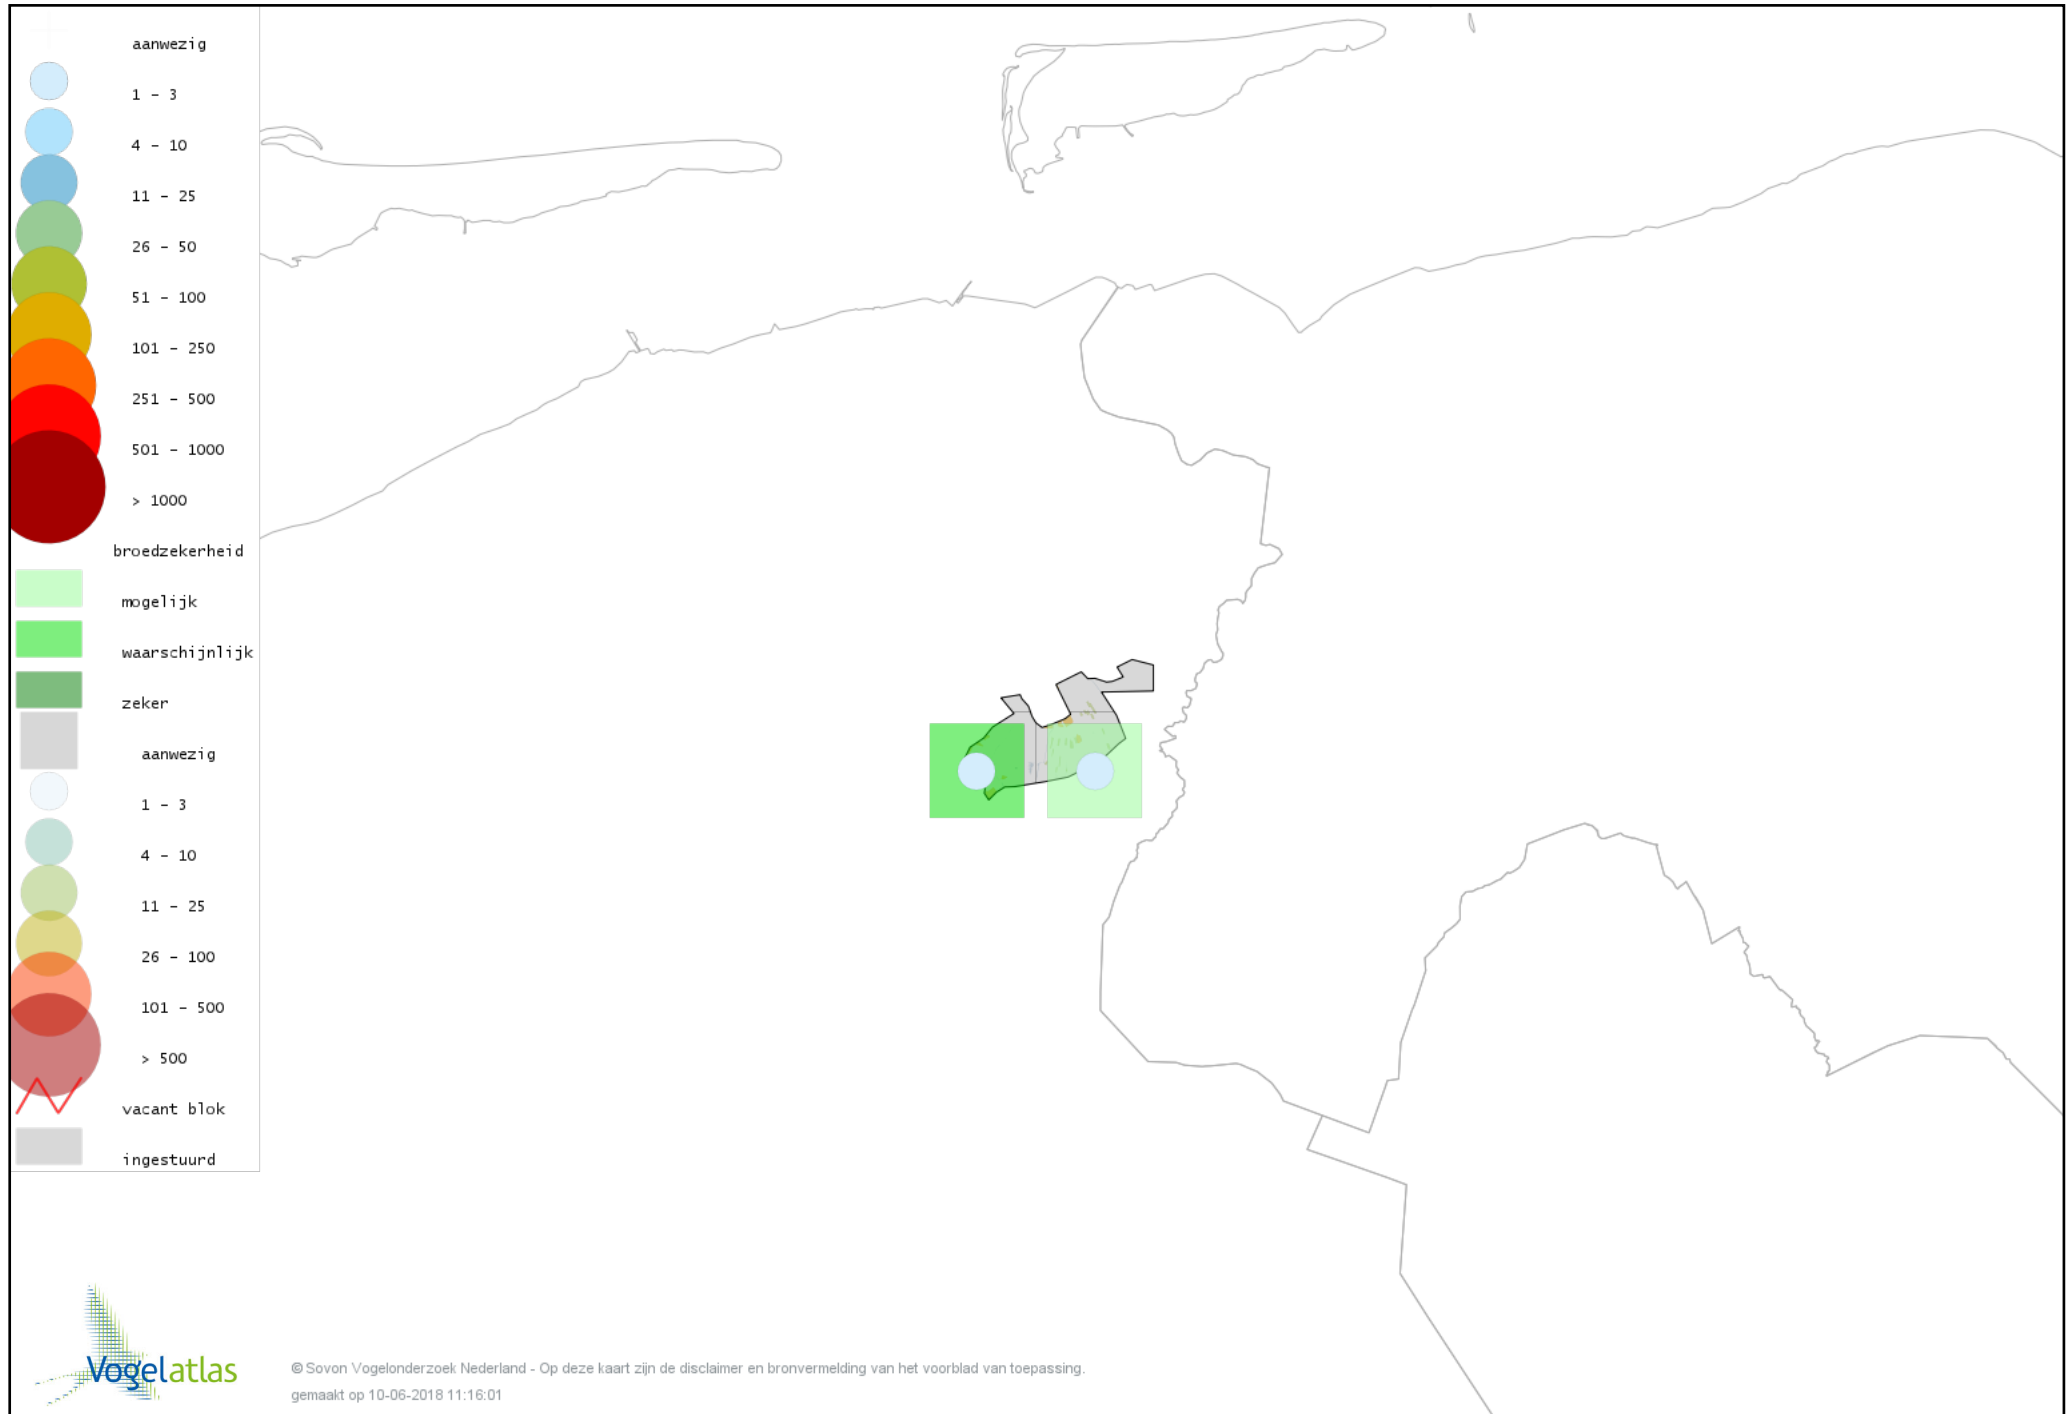 aanwezig
1 - 3
4 - 10
11 - 25
26 - 50
51 - 100
101 - 250
251 - 500
501 - 1000
> 1000
broedzekerheid
mogelijk
waarschijnlijk
zeker
aanwezig
1 - 3
4 - 10
11 - 25
26 - 100
101 - 500
> 500
vacant blok
ingestuurd
Vogelatlas
© Sovon Vogelonderzoek Nederland - Op deze kaart zijn de disclaimer en bronvermelding van het voorblad van toepassing.
gemaakt op 10-06-2018 11:16:01